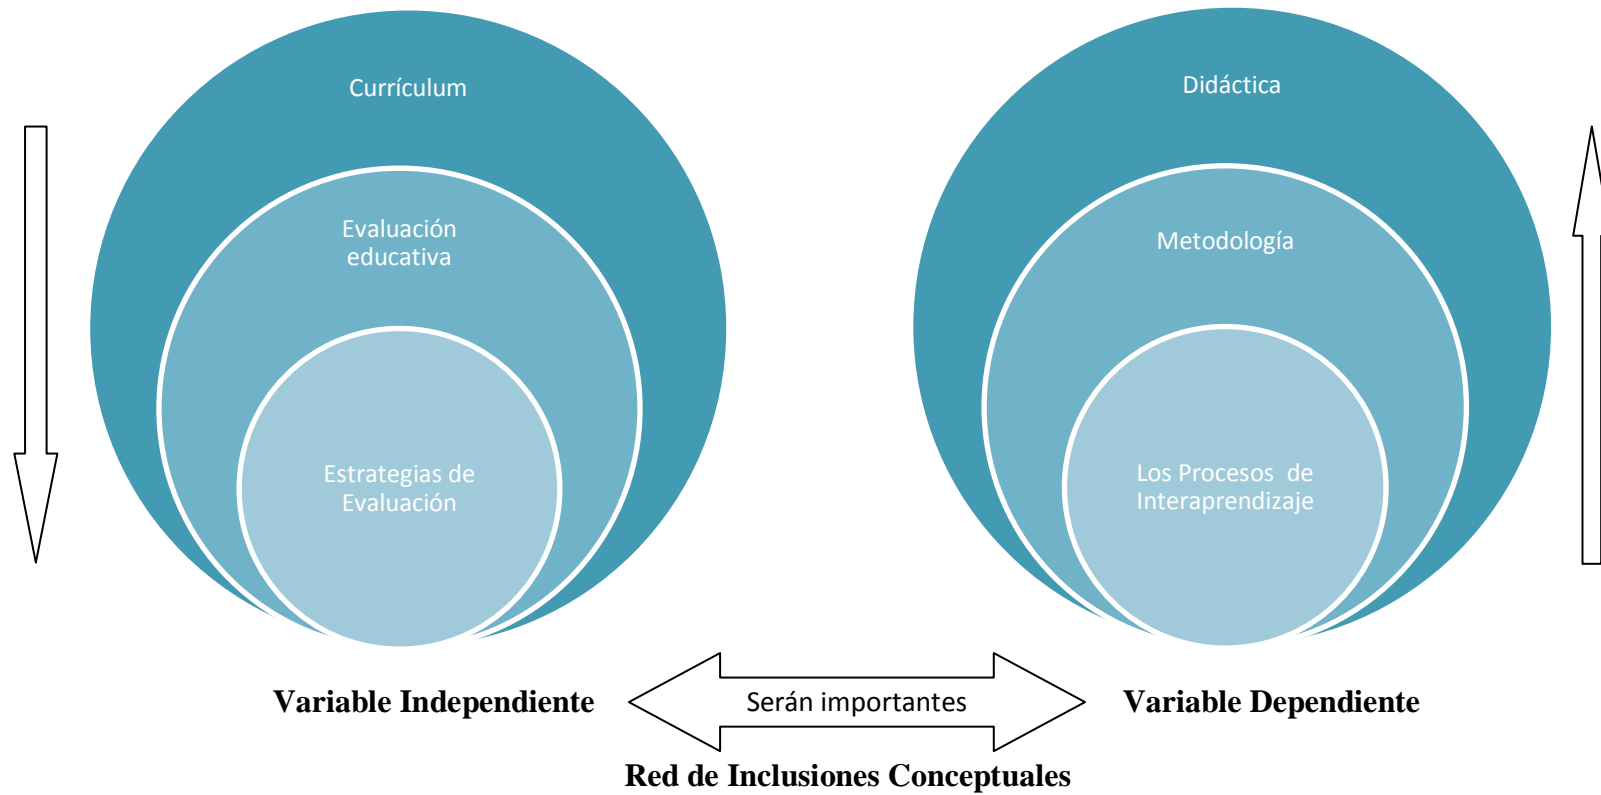 Currículum
Evaluación
educativa
Estrategias de
Evaluación
Didáctica
Metodología
Los Procesos  de
Interaprendizaje
Variable Independiente
Serán importantes
Variable Dependiente
Red de Inclusiones Conceptuales